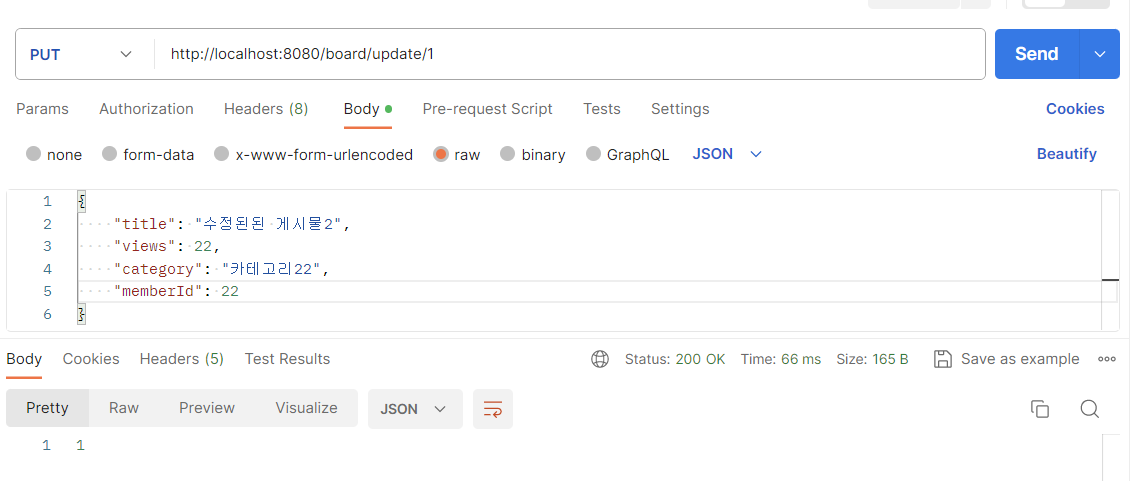 PUT http://localhost:8080/board/update/1 Send
Params Authorization Headers (8) Body Pre-request Script Tests Settings Cookies
none form-data x-www-form-urlencoded raw binary GraphQL JSON Beautify
1 {
2 "title": "수정된된 게시물2",
3 "views": 22,
4 "category": "카테고리22",
5 "memberId": 22
6 }
Body Cookies Headers (5) Test Results Status: 200 OK Time: 66 ms Size: 165 B Save as example
Pretty Raw Preview Visualize JSON
1 1